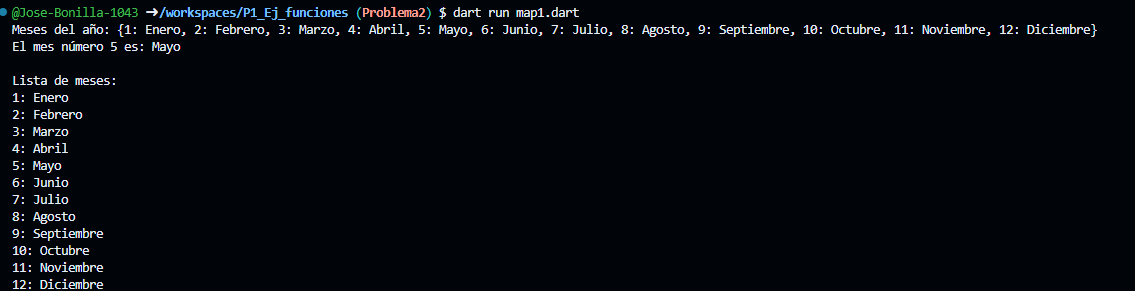 @Jose-Bonilla-1043 ➜/workspaces/P1_Ej_funciones (Problema2) $ dart run map1.dart
Meses del año: {1: Enero, 2: Febrero, 3: Marzo, 4: Abril, 5: Mayo, 6: Junio, 7: Julio, 8: Agosto, 9: Septiembre, 10: Octubre, 11: Noviembre, 12: Diciembre}
El mes número 5 es: Mayo
Lista de meses:
1: Enero
2: Febrero
3: Marzo
4: Abril
5: Mayo
6: Junio
7: Julio
8: Agosto
9: Septiembre
10: Octubre
11: Noviembre
12: Diciembre